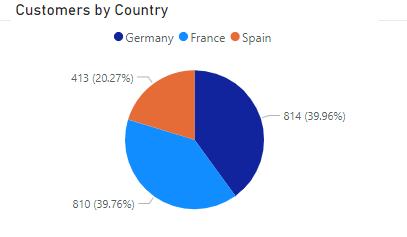 Customers by Country
Germany France Spain
413 (20.27%)
814 (39.96%)
810 (39.76%)